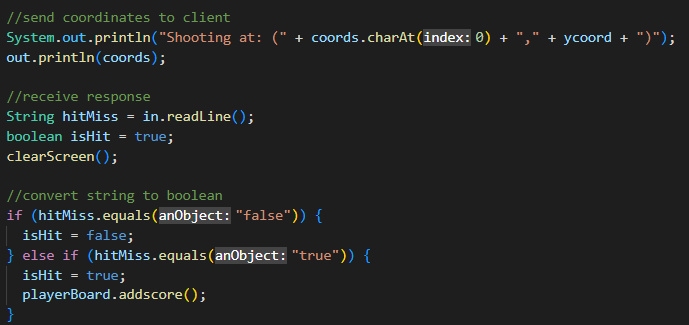 //send coordinates to client
System.out.println("Shooting at: (" + coords.charAt(index: 0) + "," + ycoord + ")");
out.println(coords);
//receive response
String hitMiss = in.readLine();
boolean isHit = true;
clearScreen();
//convert string to boolean
if (hitMiss.equals(anObject: "false")) {
isHit = false;
} else if (hitMiss.equals(anObject: "true")) {
isHit = true;
playerBoard.addscore();
}